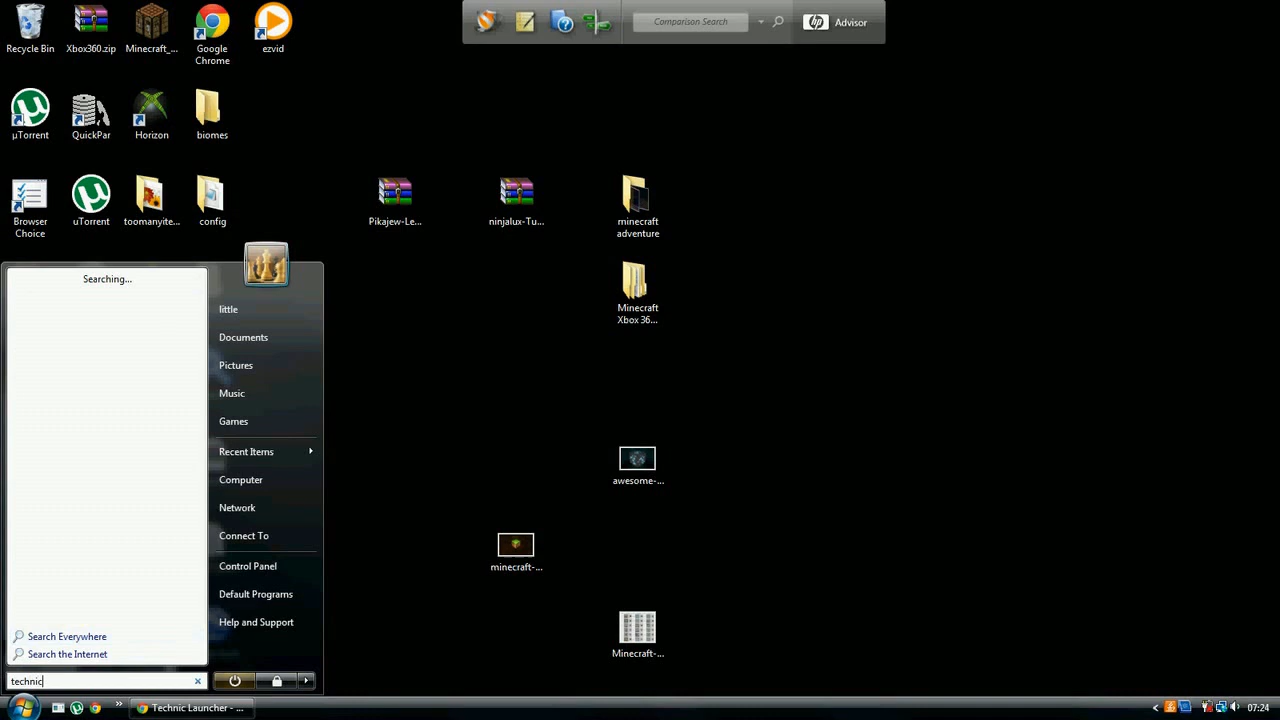 Comparison Search
hp Advisor
Recycle Bin
Xbox360.zip
Minecraft_...
Google
Chrome
ezvid
µTorrent
QuickPar
Horizon
biomes
Browser
Choice
uTorrent
toomanyite...
config
Pikajew-Le...
ninjalux-Tu...
minecraft
adventure
Minecraft
Xbox 36...
awesome-...
minecraft-...
Minecraft-...
Searching...
little
Documents
Pictures
Music
Games
Recent Items
Computer
Network
Connect To
Control Panel
Default Programs
Help and Support
Search Everywhere
Search the Internet
technic
Technic Launcher - ...
07:24